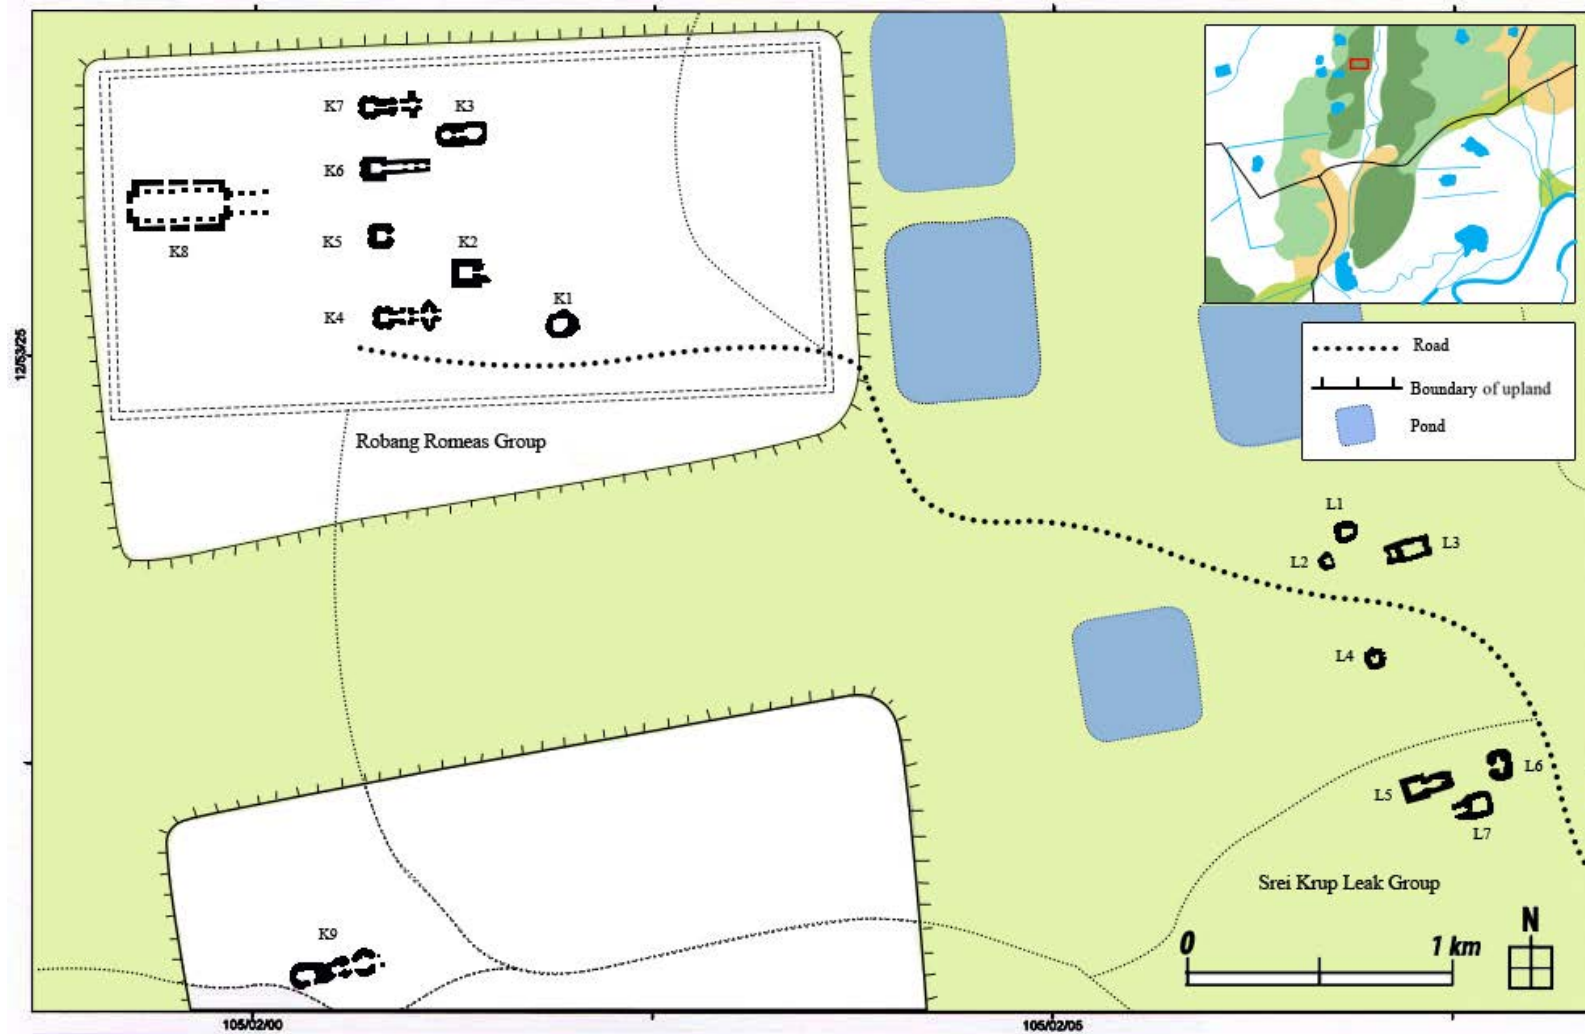 K7
K3
K6
K5
K2
K8
K4
K1
12/53/25
Robang Romeas Group
Road
Boundary of upland
Pond
L1
L2
L3
L4
L5
L6
L7
Srei Krup Leak Group
K9
0
1 km
N
105/02/00
105/02/05